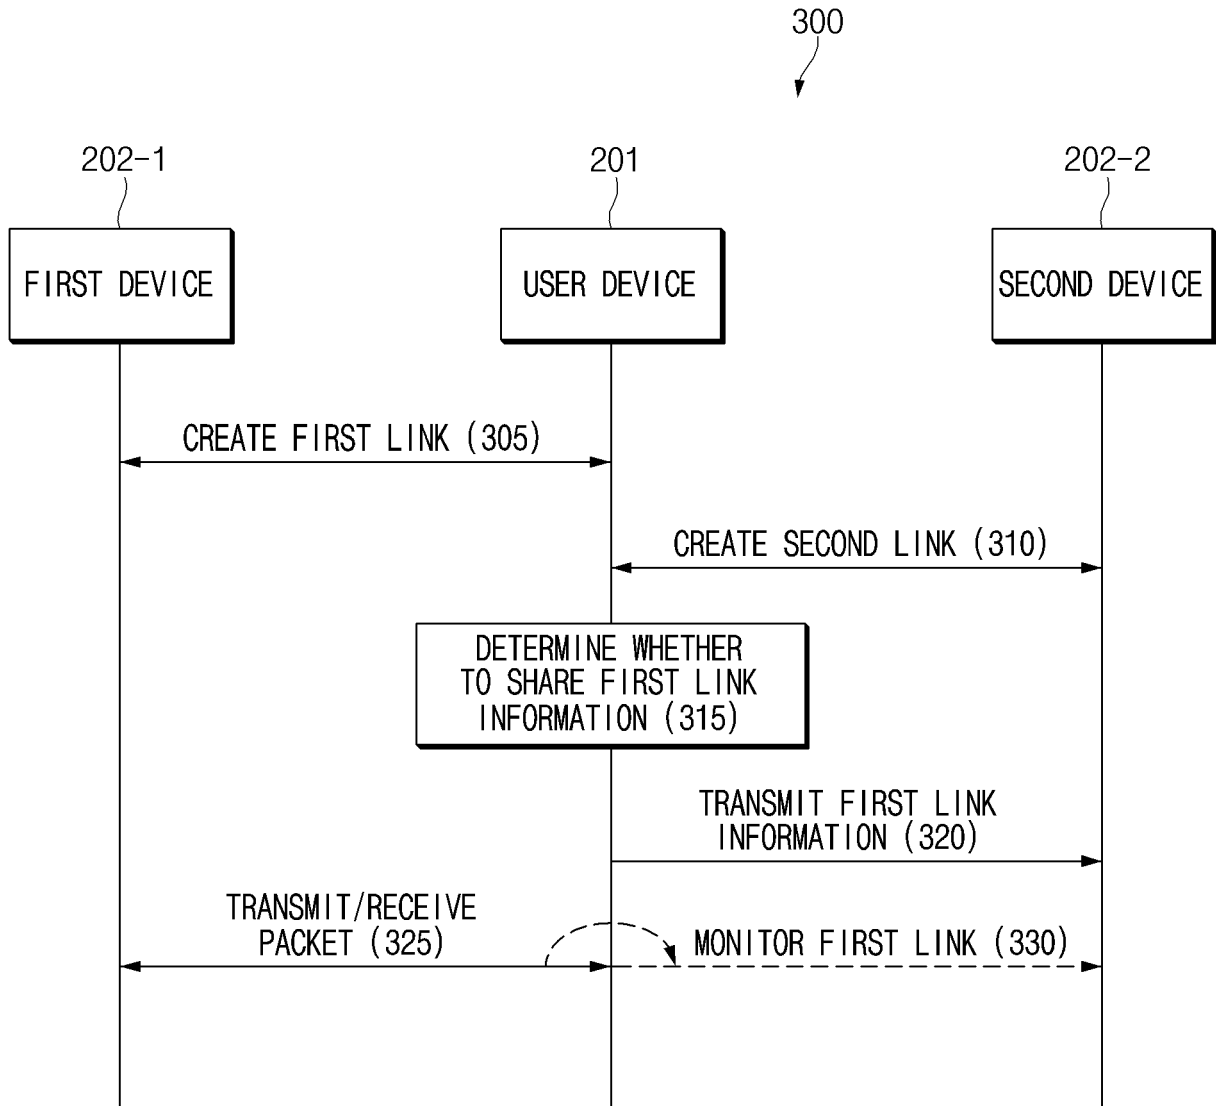 300
202-1
201
202-2
FIRST DEVICE
USER DEVICE
SECOND DEVICE
CREATE FIRST LINK (305)
CREATE SECOND LINK (310)
DETERMINE WHETHER
TO SHARE FIRST LINK
INFORMATION (315)
TRANSMIT FIRST LINK
INFORMATION (320)
TRANSMIT/RECEIVE
PACKET (325)
MONITOR FIRST LINK (330)